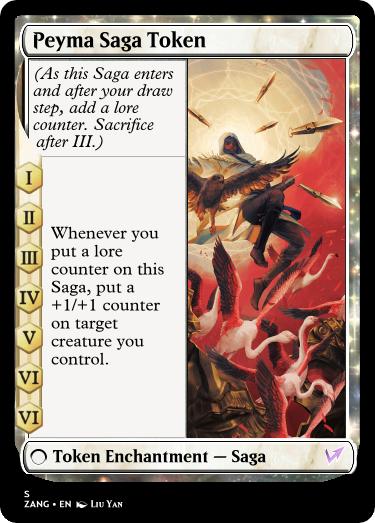 Peyma Saga Token
(As this Saga enters
and after your draw
step, add a lore
counter. Sacrifice
after III.)
I
II
III
IV
V
VI
VI
Whenever you
put a lore
counter on this
Saga, put a
+1/+1 counter
on target
creature you
control.
Token Enchantment — Saga
S
ZANG • EN Liu Yan